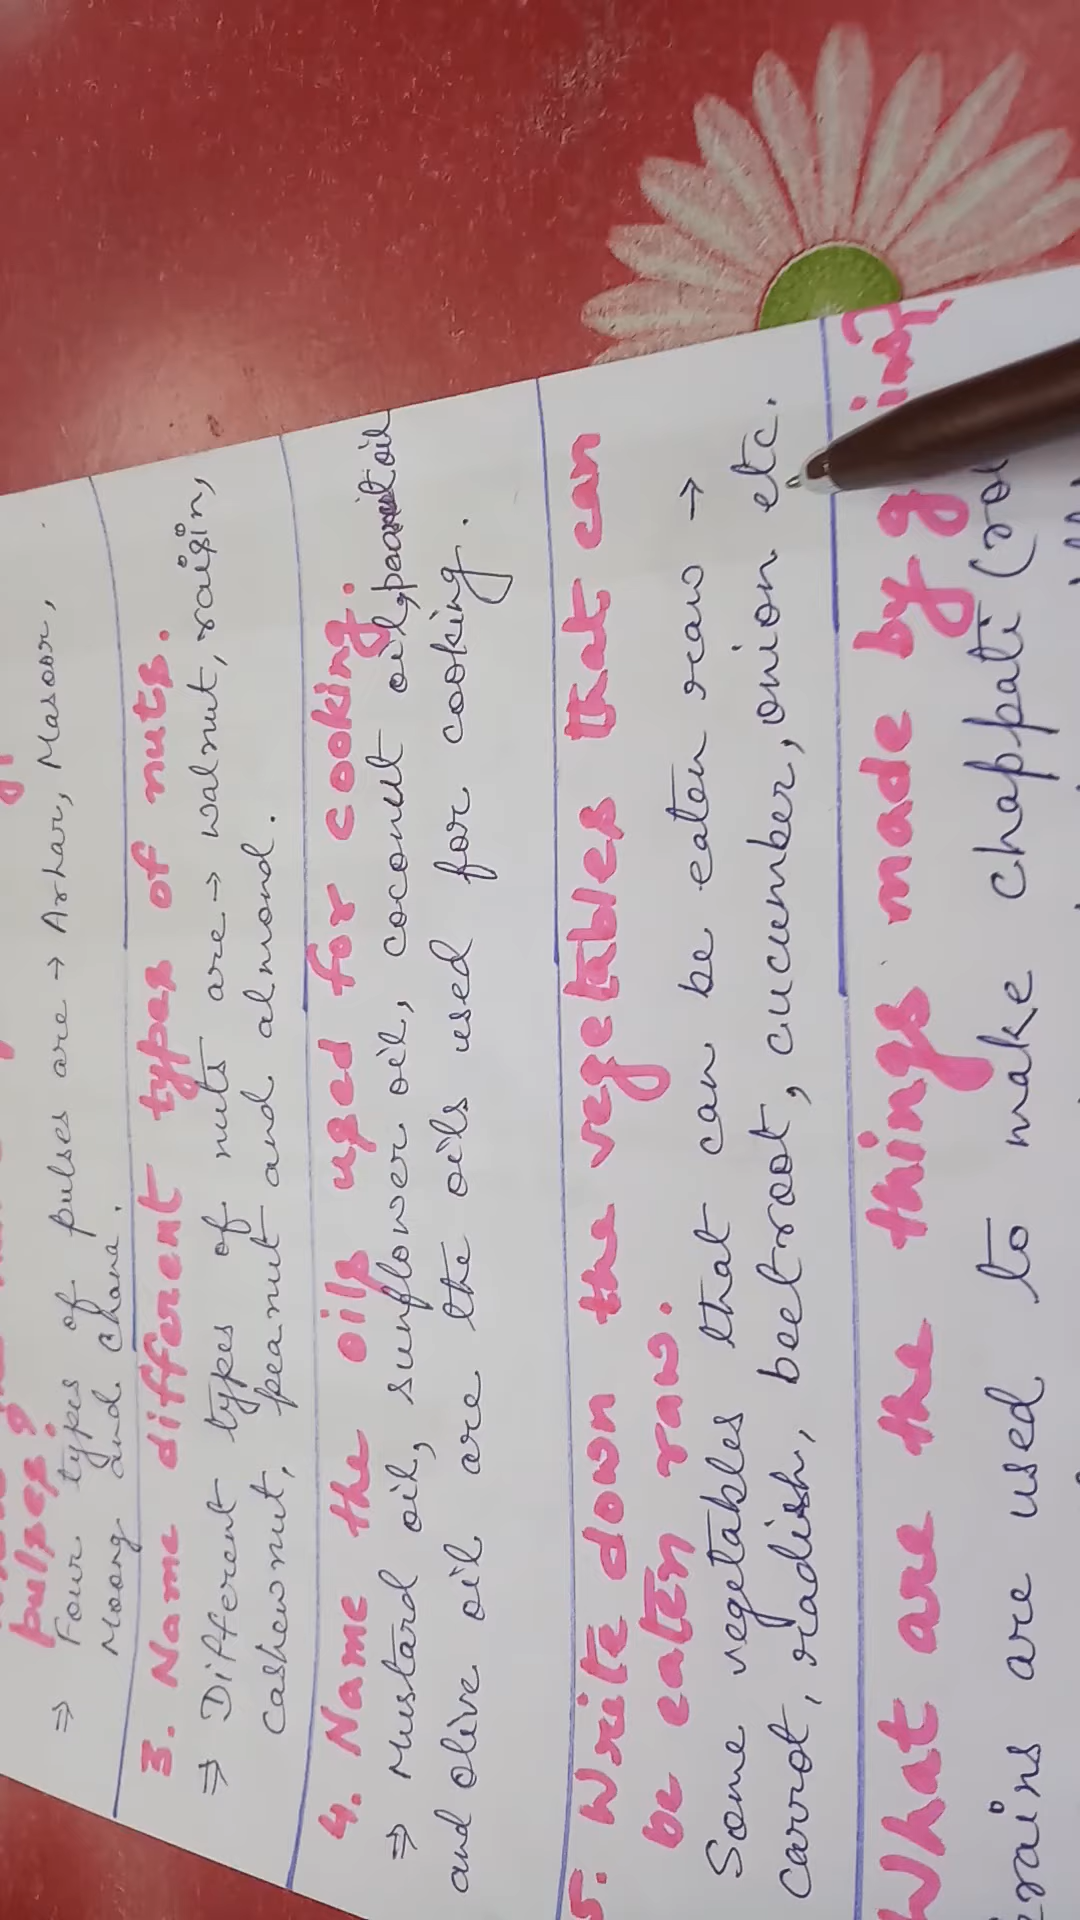 pulses
⇒ Four types of pulses are → Arhar, Masoor,
Moong and chana.
3. Name different types of nuts.
⇒ Different types of nuts are → walnut, raisin,
cashewnut, peanut and almond.
4. Name the oils used for cooking.
⇒ Mustard oil, sunflower oil, coconut oil, peanut oil
and olive oil are the oils used for cooking.
5. Write down the vegetables that can
be eaten raw.
Some vegetables that can be eaten raw →
carrot, radish, beetroot, cucumber, onion etc.
What are the things made by
are used to make chappati